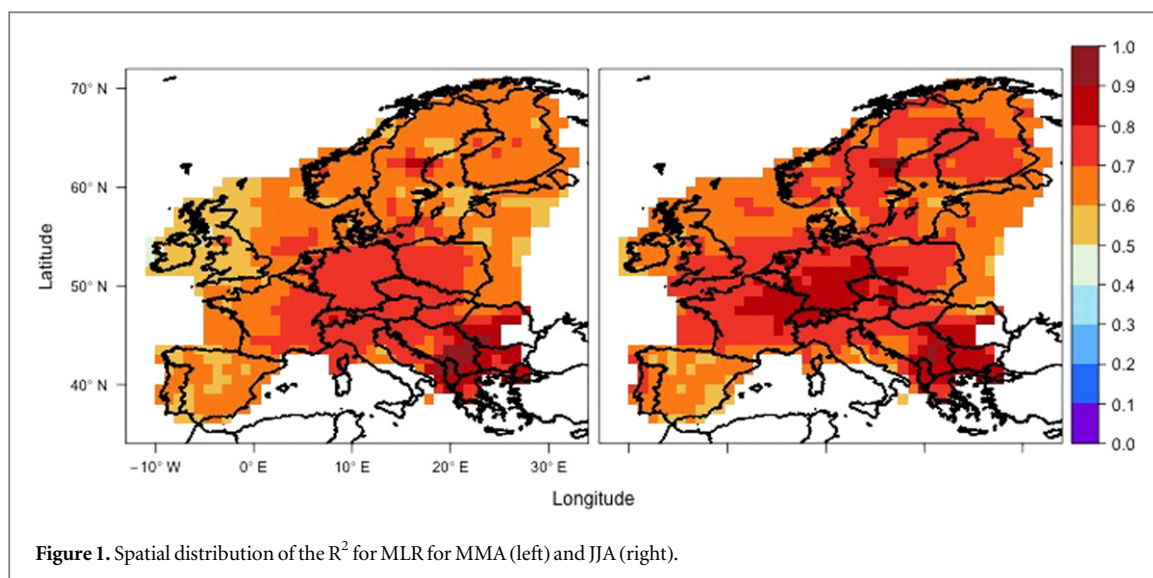 70° N
60° N
50° N
40° N
Latitude
−10° W
0° E
10° E
20° E
30° E
Longitude
1.0
0.9
0.8
0.7
0.6
0.5
0.4
0.3
0.2
0.1
0.0
Figure 1. Spatial distribution of the R² for MLR for MMA (left) and JJA (right).